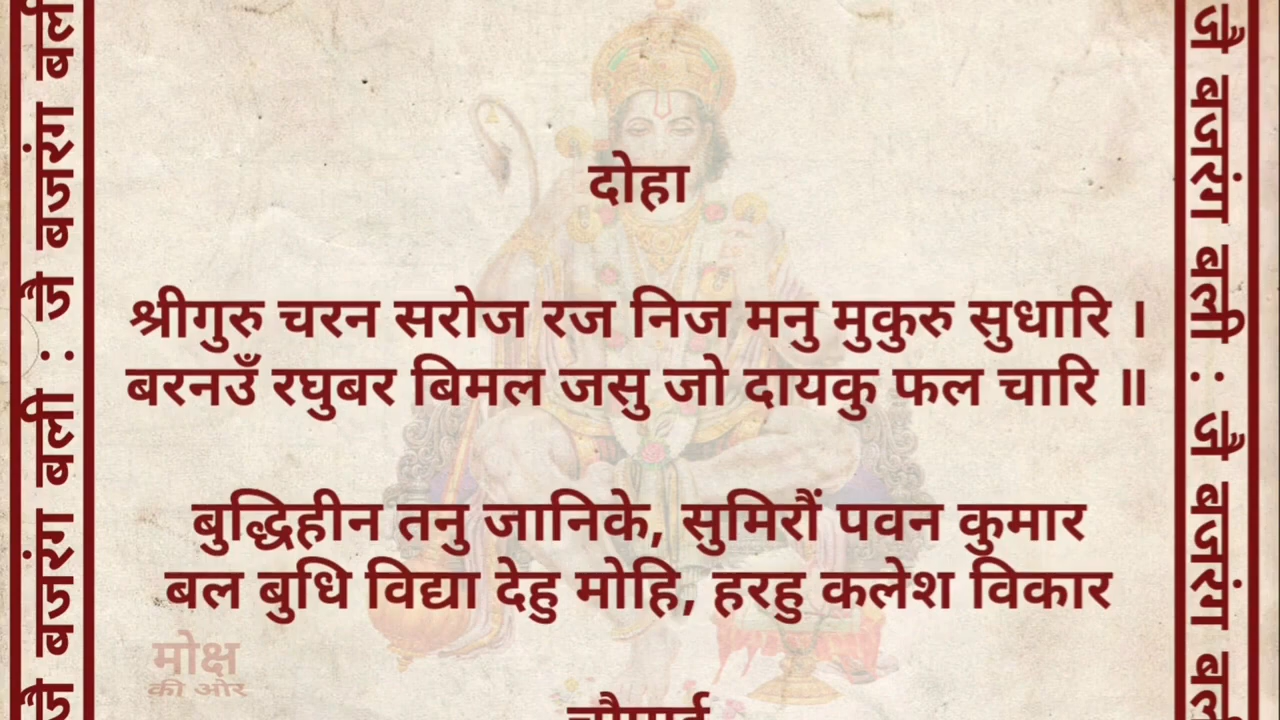 दोहा
श्रीगुरु चरन सरोज रज निज मनु मुकुरु सुधारि ।
बरनउँ रघुबर बिमल जसु जो दायकु फल चारि ॥
बुद्धिहीन तनु जानिके, सुमिरौं पवन कुमार
बल बुधि विद्या देहु मोहि, हरहु कलेश विकार
मोक्ष
की ओर
जै बजरंग बली : जै बजरंग बली
जै बजरंग बली : जै बजरंग बली